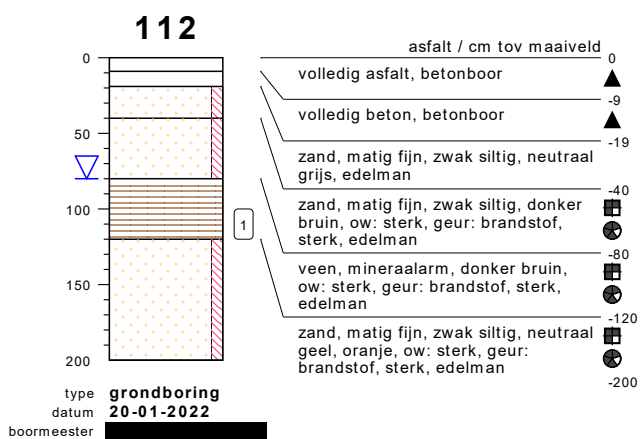 112
asfalt / cm tov maaiveld
0
0
volledig asfalt, betonboor
-9
volledig beton, betonboor
-19
50
zand, matig fijn, zwak siltig, neutraal
grijs, edelman
-40
zand, matig fijn, zwak siltig, donker
bruin, ow: sterk, geur: brandstof,
sterk, edelman
-80
100
1
veen, mineraalarm, donker bruin,
ow: sterk, geur: brandstof, sterk,
edelman
-120
150
zand, matig fijn, zwak siltig, neutraal
geel, oranje, ow: sterk, geur:
brandstof, sterk, edelman
200
-200
type grondboring
datum 20-01-2022
boormeester